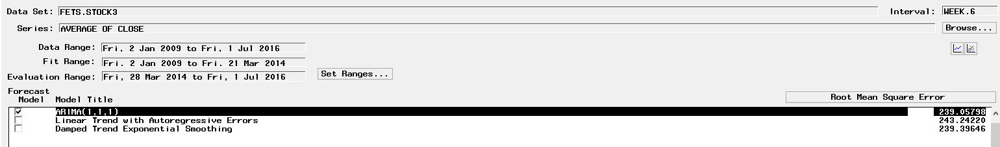 Data Set: FETS.STOCK3 Interval: WEEK.6
Series: AVERAGE OF CLOSE Browse...
Data Range: Fri, 2 Jan 2009 to Fri, 1 Jul 2016
Fit Range: Fri. 2 Jan 2009 to Fri. 21 Mar 2014
Evaluation Range: Fri, 28 Mar 2014 to Fri, 1 Jul 2016 Set Ranges...
Forecast
Model Model Title Root Mean Square Error
ARIMA(1,1,1) 239.05798
Linear Trend with Autoregressive Errors 243.24220
Damped Trend Exponential Smoothing 239.39646